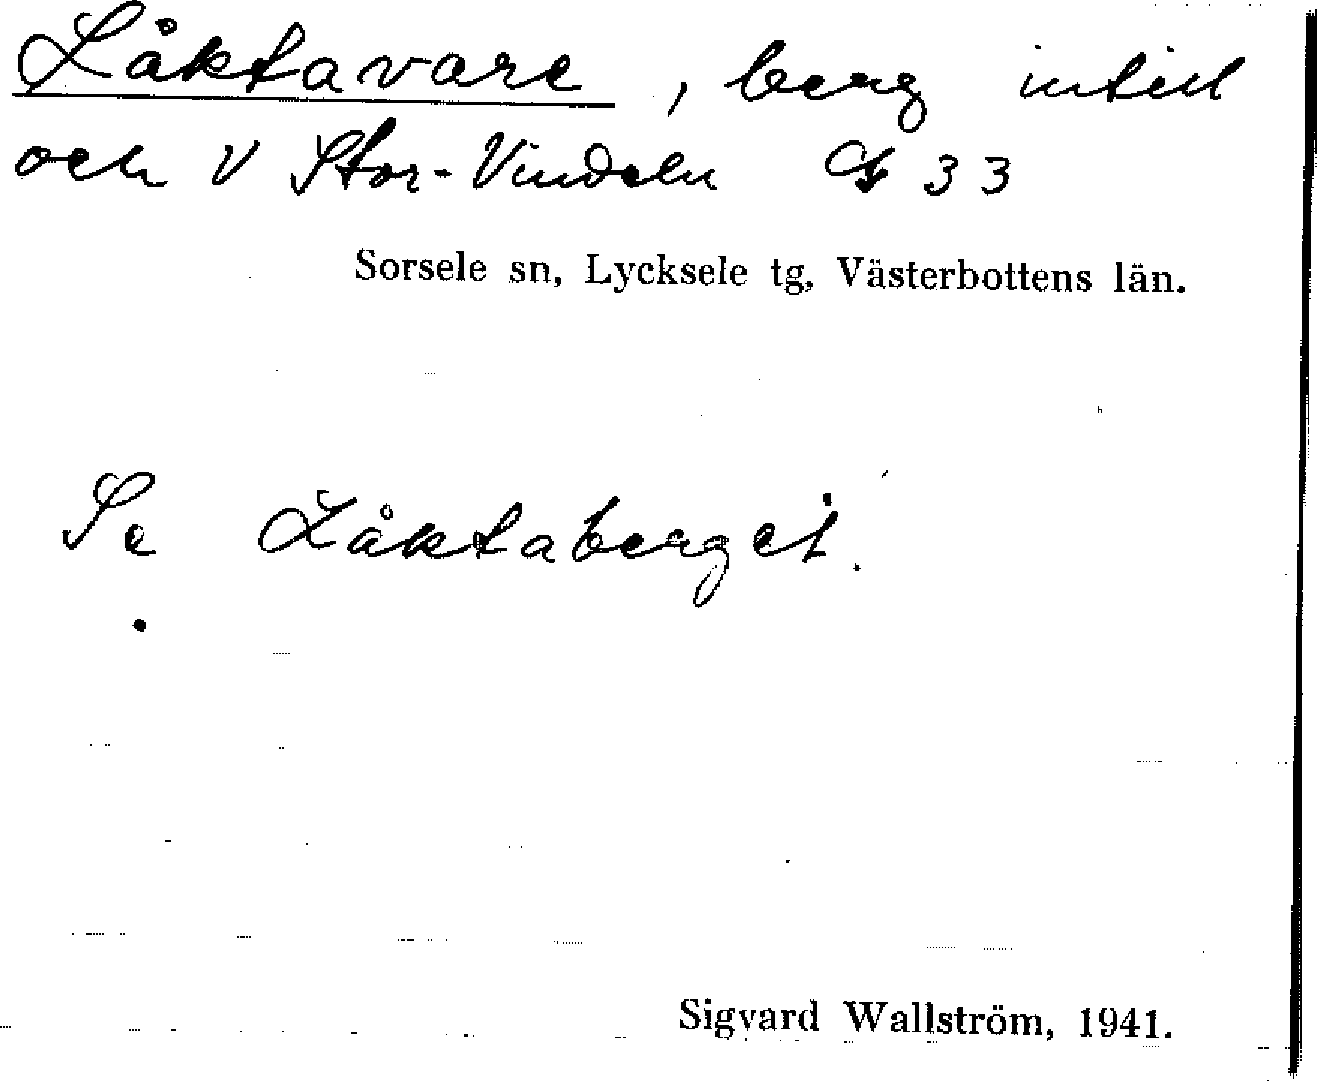 Låktavare, berg intill
och V Stor-Vindeln 33
Sorsele sn, Lycksele tg, Västerbottens län.
Se Låktaberget.
Sigvard Wallström, 1941.